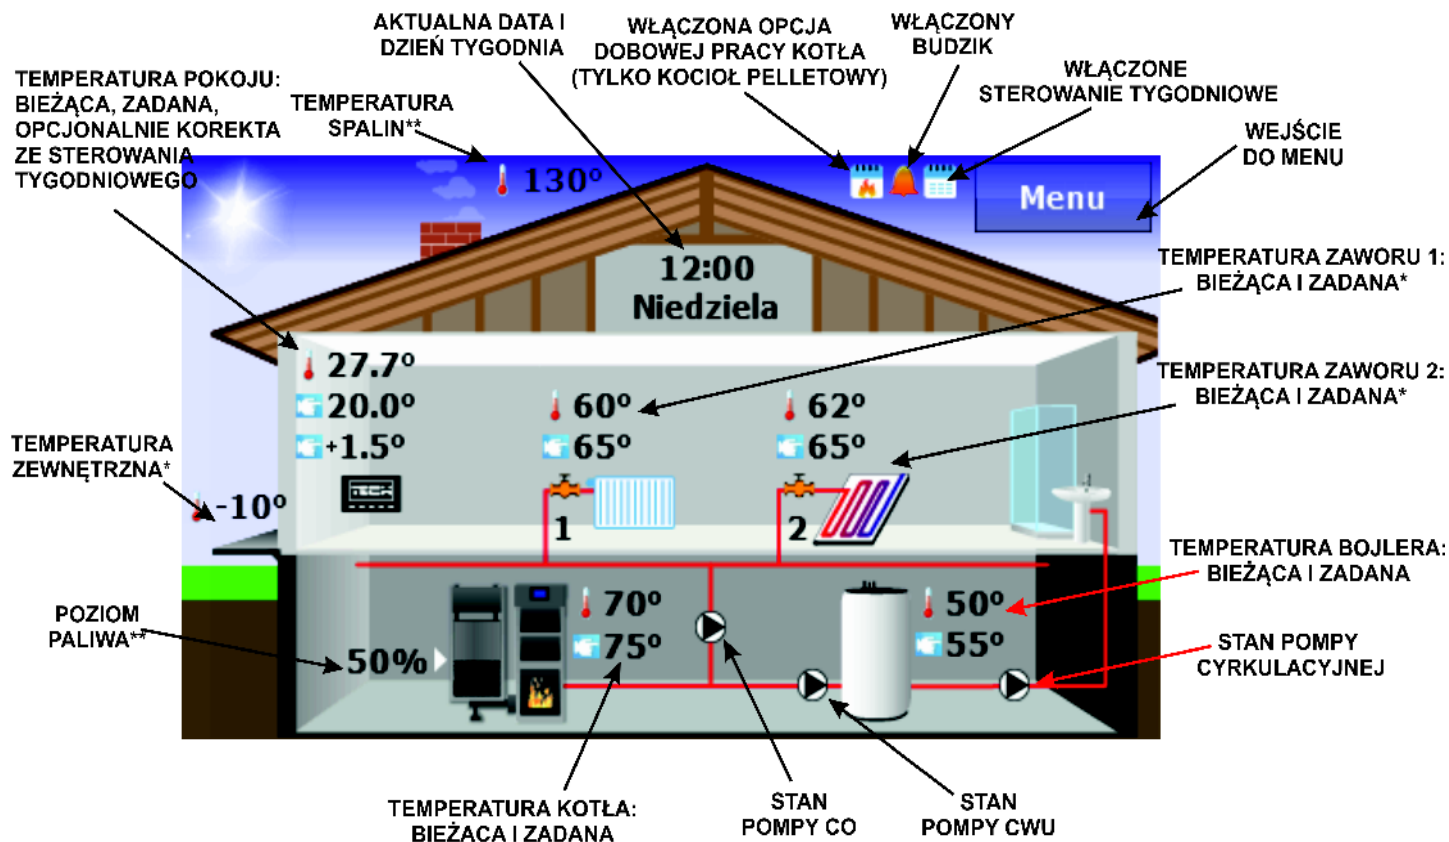 AKTUALNA DATA I
DZIEŃ TYGODNIA
WŁĄCZONA OPCJA
DOBOWEJ PRACY KOTŁA
(TYLKO KOCIOŁ PELLETOWY)
WŁĄCZONY
BUDZIK
WŁĄCZONE
STEROWANIE TYGODNIOWE
WEJŚCIE
DO MENU
TEMPERATURA POKOJU:
BIEŻĄCA, ZADANA,
OPCJONALNIE KOREKTA
ZE STEROWANIA
TYGODNIOWEGO
TEMPERATURA
SPALIN**
130°
Menu
12:00
Niedziela
TEMPERATURA ZAWORU 1:
BIEŻĄCA I ZADANA*
27.7°
20.0°
+1.5°
60°
65°
62°
65°
TEMPERATURA ZAWORU 2:
BIEŻĄCA I ZADANA*
TEMPERATURA
ZEWNĘTRZNA*
-10°
TECH
1
2
TEMPERATURA BOJLERA:
BIEŻĄCA I ZADANA
70°
75°
50°
55°
POZIOM
PALIWA**
50%
STAN POMPY
CYRKULACYJNEJ
TEMPERATURA KOTŁA:
BIEŻACA I ZADANA
STAN
POMPY CO
STAN
POMPY CWU